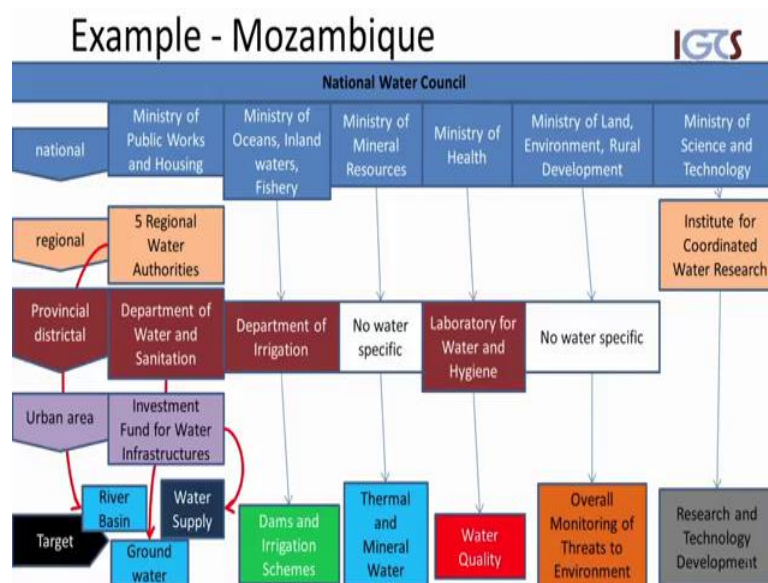 Example - Mozambique
IGCS
National Water Council
national
Ministry of
Public Works
and Housing
Ministry of
Oceans, Inland
waters,
Fishery
Ministry of
Mineral
Resources
Ministry of
Health
Ministry of Land,
Environment, Rural
Development
Ministry of
Science and
Technology
regional
5 Regional
Water
Authorities
Institute for
Coordinated
Water Research
Provincial
districtal
Department of
Water and
Sanitation
Department of
Irrigation
No water
specific
Laboratory for
Water and
Hygiene
No water specific
Urban area
Investment
Fund for Water
Infrastructures
Target
River
Basin
Ground
water
Water
Supply
Dams and
Irrigation
Schemes
Thermal
and
Mineral
Water
Water
Quality
Overall
Monitoring of
Threats to
Environment
Research and
Technology
Development